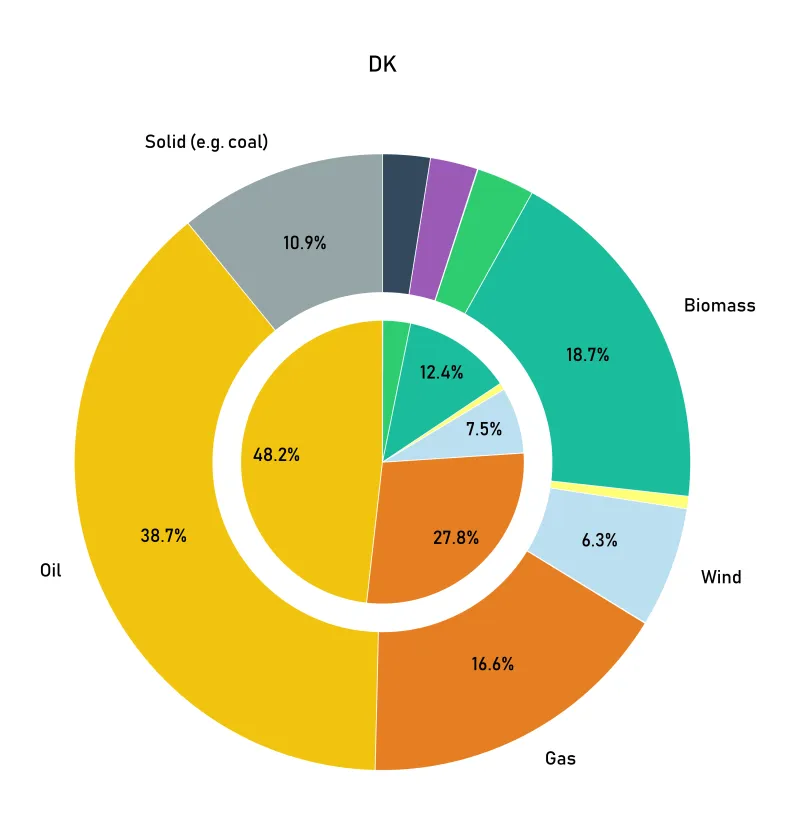 DK
Solid (e.g. coal)
10.9%
Biomass
18.7%
12.4%
7.5%
48.2%
38.7%
27.8%
6.3%
Oil
Wind
16.6%
Gas